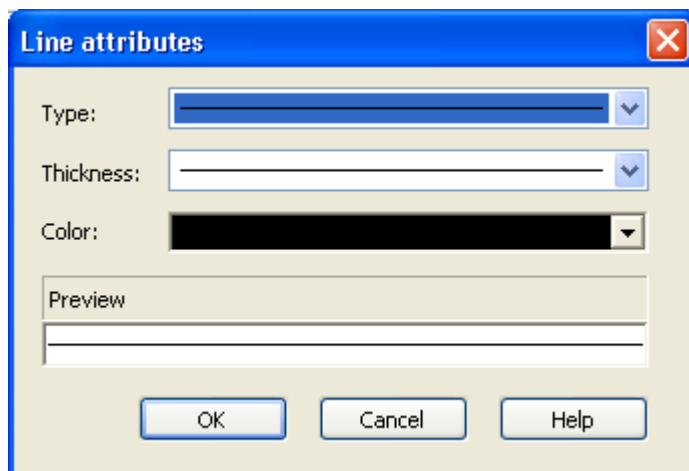 Line attributes
Type:
Thickness:
Color:
Preview
OK Cancel Help